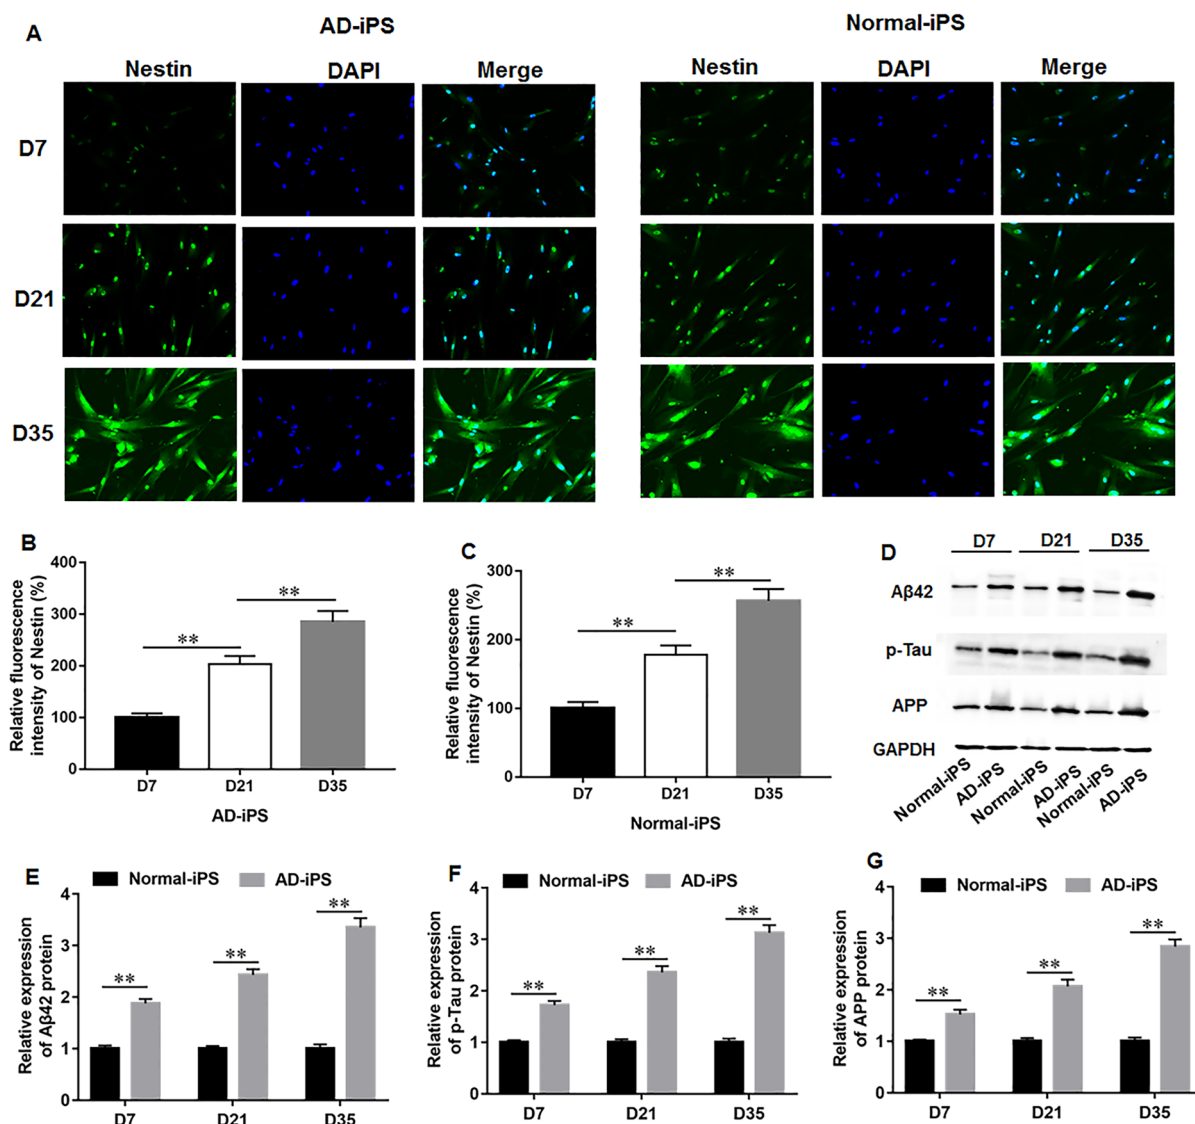 A
AD-iPS
Normal-iPS
Nestin DAPI Merge
Nestin DAPI Merge
D7
D21
D35
B
Relative fluorescence
intensity of Nestin (%)
400
300
200
100
0
**
**
D7 D21 D35
AD-iPS
C
Relative fluorescence
intensity of Nestin (%)
300
200
100
0
**
**
D7 D21 D35
Normal-iPS
D
D7 D21 D35
Aβ42
p-Tau
APP
GAPDH
Normal-iPS
AD-iPS
Normal-iPS
AD-iPS
Normal-iPS
AD-iPS
E
Normal-iPS AD-iPS
Relative expression
of Aβ42 protein
4
3
2
1
0
**
**
**
D7 D21 D35
F
Normal-iPS AD-iPS
Relative expression
of p-Tau protein
4
3
2
1
0
**
**
**
D7 D21 D35
G
Normal-iPS AD-iPS
Relative expression
of APP protein
4
3
2
1
0
**
**
**
D7 D21 D35